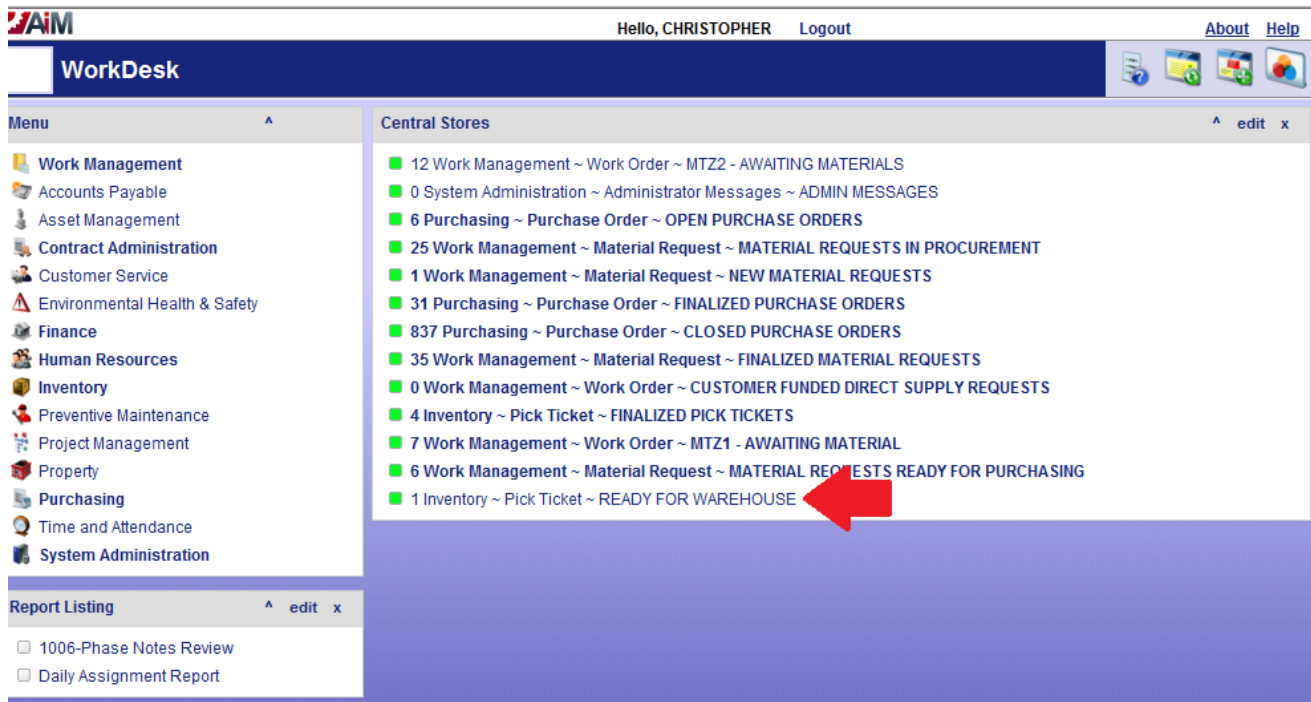 AiM
Hello, CHRISTOPHER Logout About Help
WorkDesk
Menu ^
Work Management
Accounts Payable
Asset Management
Contract Administration
Customer Service
Environmental Health & Safety
Finance
Human Resources
Inventory
Preventive Maintenance
Project Management
Property
Purchasing
Time and Attendance
System Administration
Report Listing ^ edit x
1006-Phase Notes Review
Daily Assignment Report
Central Stores ^ edit x
12 Work Management ~ Work Order ~ MTZ2 - AWAITING MATERIALS
0 System Administration ~ Administrator Messages ~ ADMIN MESSAGES
6 Purchasing ~ Purchase Order ~ OPEN PURCHASE ORDERS
25 Work Management ~ Material Request ~ MATERIAL REQUESTS IN PROCUREMENT
1 Work Management ~ Material Request ~ NEW MATERIAL REQUESTS
31 Purchasing ~ Purchase Order ~ FINALIZED PURCHASE ORDERS
837 Purchasing ~ Purchase Order ~ CLOSED PURCHASE ORDERS
35 Work Management ~ Material Request ~ FINALIZED MATERIAL REQUESTS
0 Work Management ~ Work Order ~ CUSTOMER FUNDED DIRECT SUPPLY REQUESTS
4 Inventory ~ Pick Ticket ~ FINALIZED PICK TICKETS
7 Work Management ~ Work Order ~ MTZ1 - AWAITING MATERIAL
6 Work Management ~ Material Request ~ MATERIAL REQUESTS READY FOR PURCHASING
1 Inventory ~ Pick Ticket ~ READY FOR WAREHOUSE